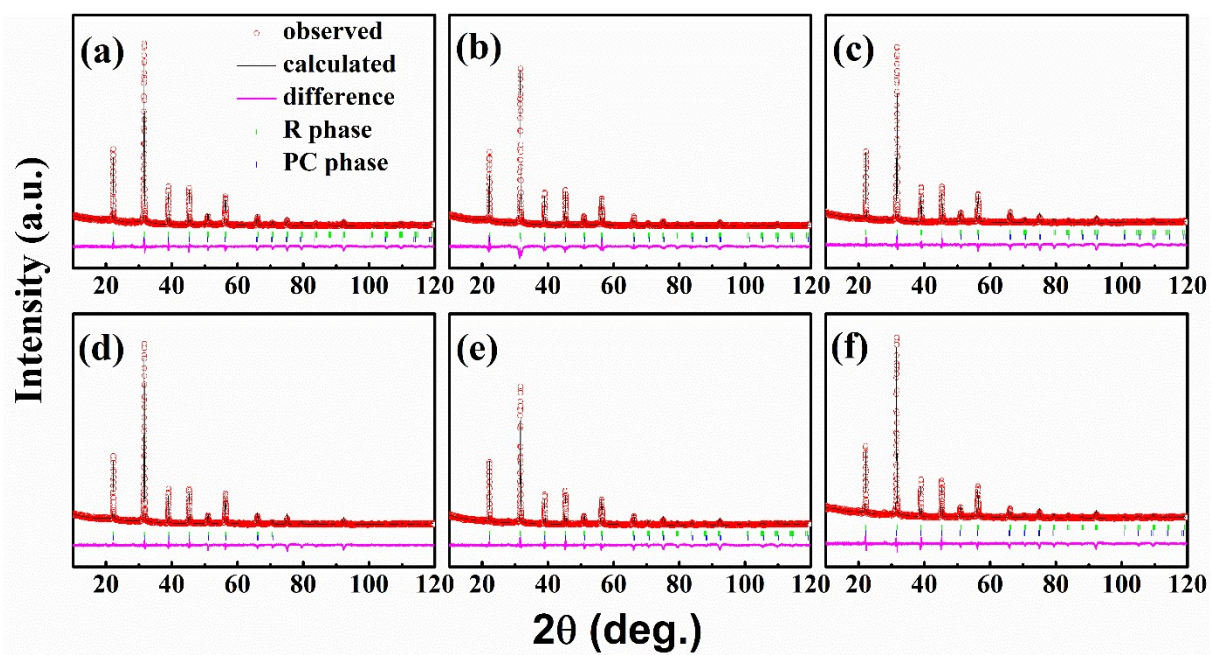 (a)
observed
calculated
difference
R phase
PC phase
(b)
(c)
20 40 60 80 100 120
20 40 60 80 100 120
20 40 60 80 100 120
Intensity (a.u.)
(d)
(e)
(f)
20 40 60 80 100 120
20 40 60 80 100 120
20 40 60 80 100 120
2θ (deg.)